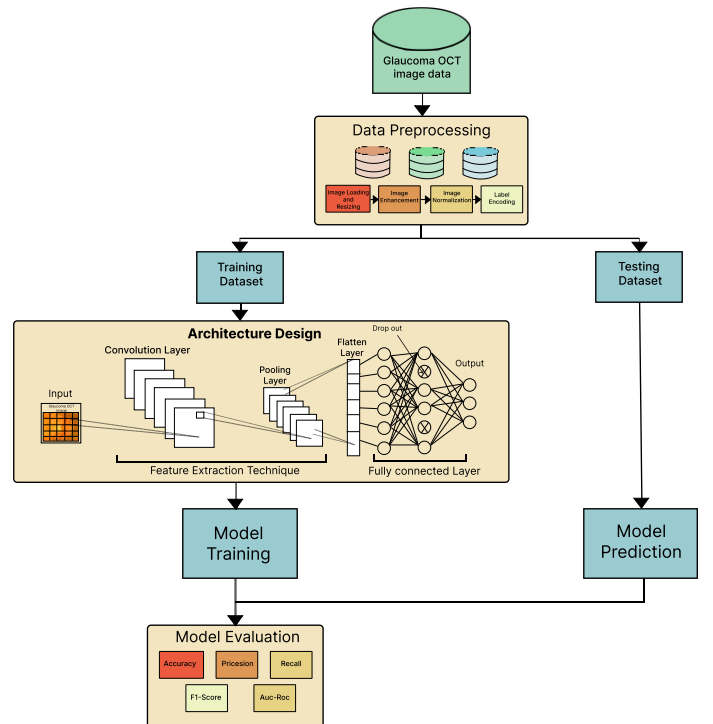 Glaucoma OCT
image data
Data Preprocessing
Image Loading
and
Resizing
Image
Enhancement
Image
Normalization
Label
Encoding
Training
Dataset
Testing
Dataset
Architecture Design
Drop out
Convolution Layer
Flatten
Layer
Pooling
Layer
Output
Input
Glaucoma OCT
Feature Extraction Technique
Fully connected Layer
Model
Training
Model
Prediction
Model Evaluation
Accuracy
Pricesion
Recall
F1-Score
Auc-Roc